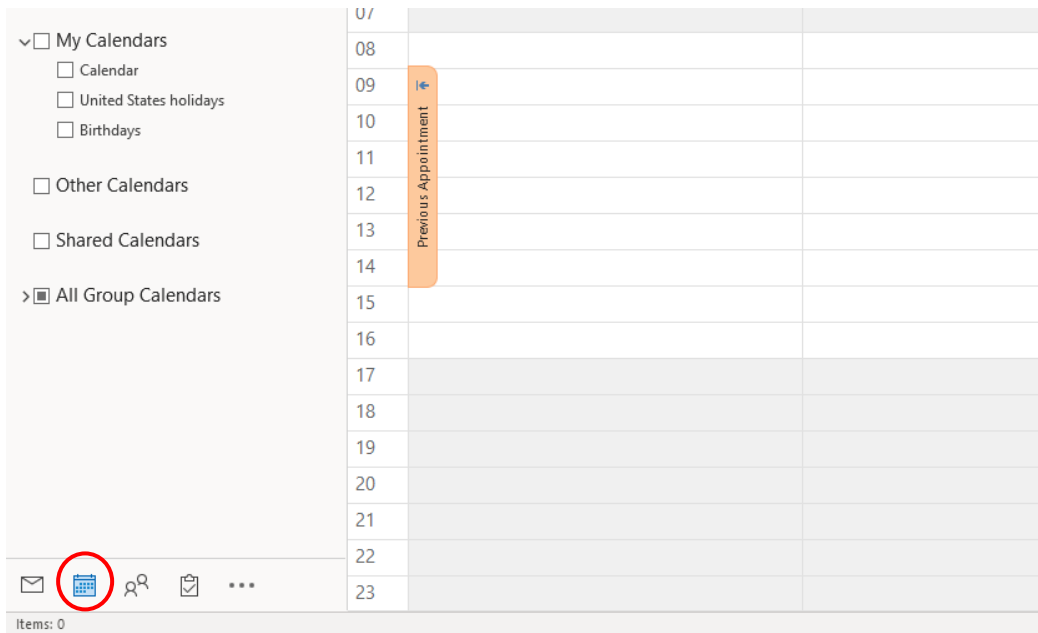 My Calendars
Calendar
United States holidays
Birthdays
Other Calendars
Shared Calendars
All Group Calendars
07
08
09
10
11
12
13
14
15
16
17
18
19
20
21
22
23
Previous Appointment
Items: 0